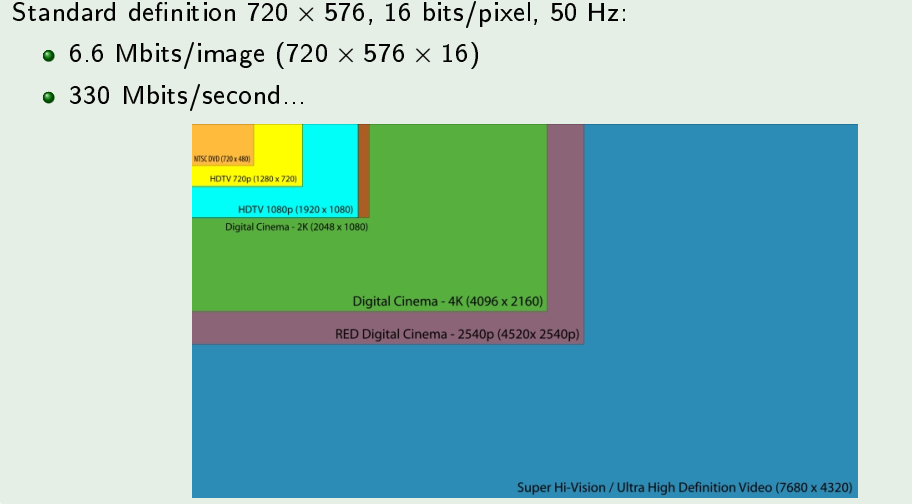 Standard definition 720 × 576, 16 bits/pixel, 50 Hz:
6.6 Mbits/image (720 × 576 × 16)
330 Mbits/second...
NTSC DVD (720 x 480)
HDTV 720p (1280 x 720)
HDTV 1080p (1920 x 1080)
Digital Cinema - 2K (2048 x 1080)
Digital Cinema - 4K (4096 x 2160)
RED Digital Cinema - 2540p (4520x 2540p)
Super Hi-Vision / Ultra High Definition Video (7680 x 4320)